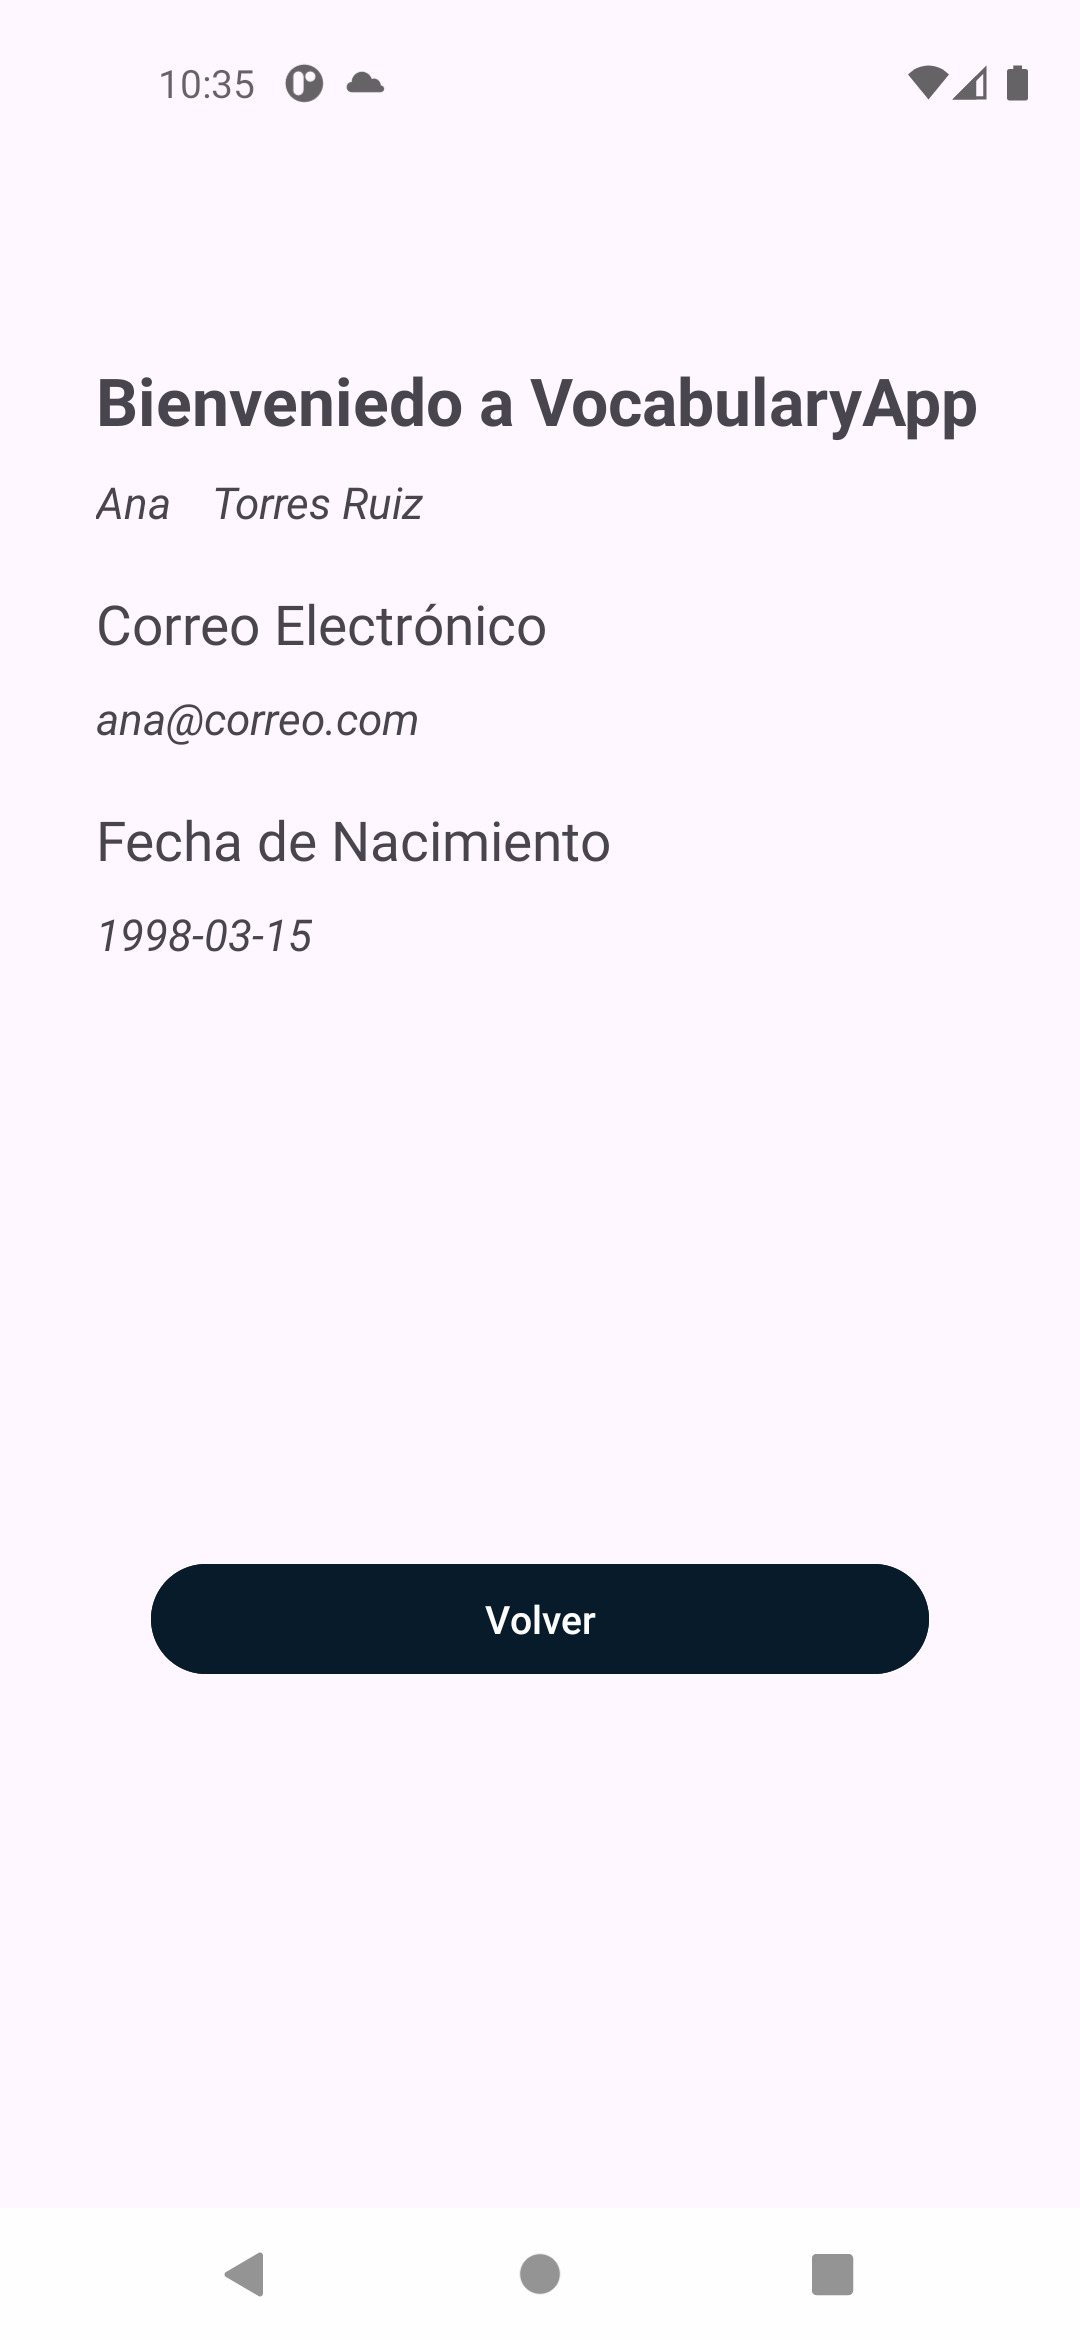 10:35
Bienveniedo a VocabularyApp
Ana Torres Ruiz
Correo Electrónico
ana@correo.com
Fecha de Nacimiento
1998-03-15
Volver